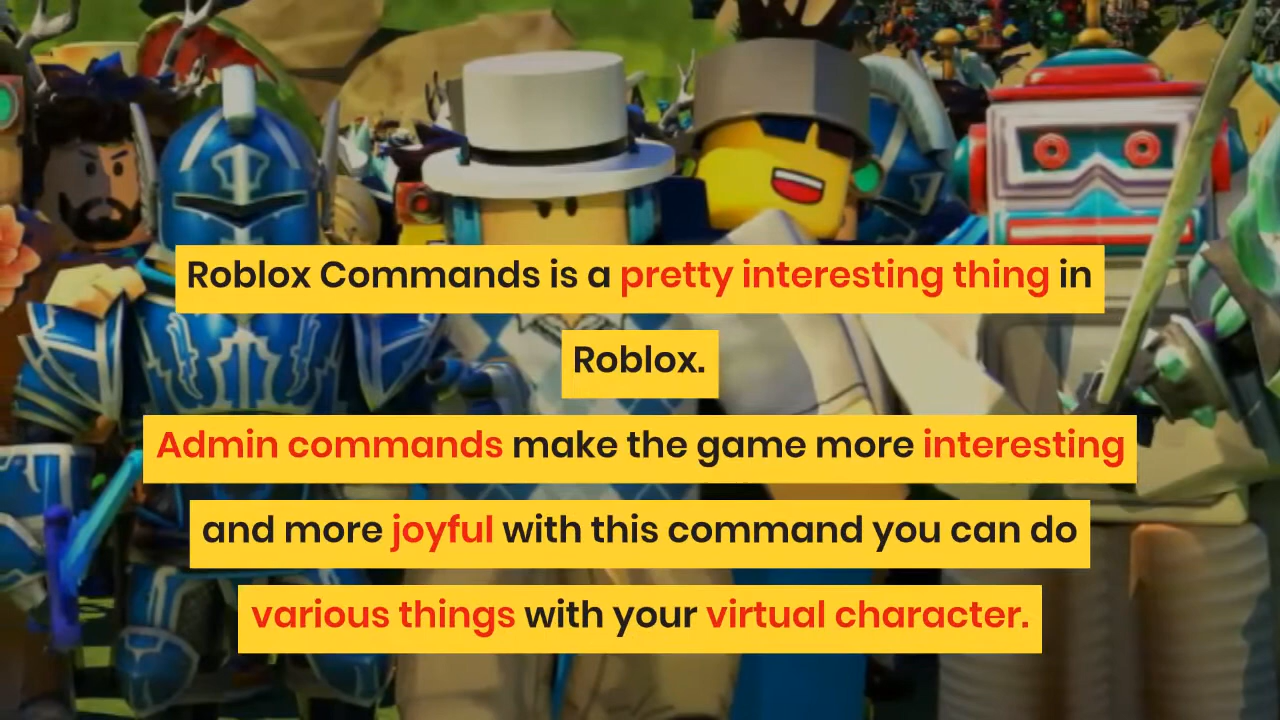 Roblox Commands is a pretty interesting thing in
Roblox.
Admin commands make the game more interesting
and more joyful with this command you can do
various things with your virtual character.